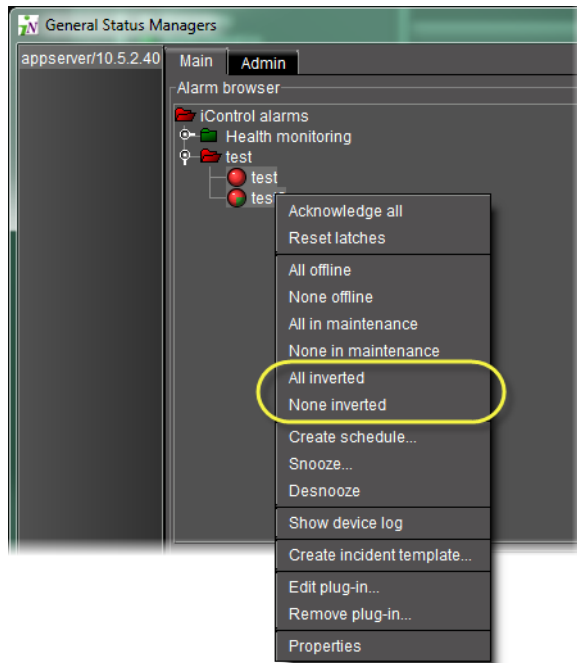 General Status Managers
appserver/10.5.2.40
Main
Admin
Alarm browser
iControl alarms
Health monitoring
test
test
Acknowledge all
Reset latches
All offline
None offline
All in maintenance
None in maintenance
All inverted
None inverted
Create schedule...
Snooze...
Desnooze
Show device log
Create incident template...
Edit plug-in...
Remove plug-in...
Properties